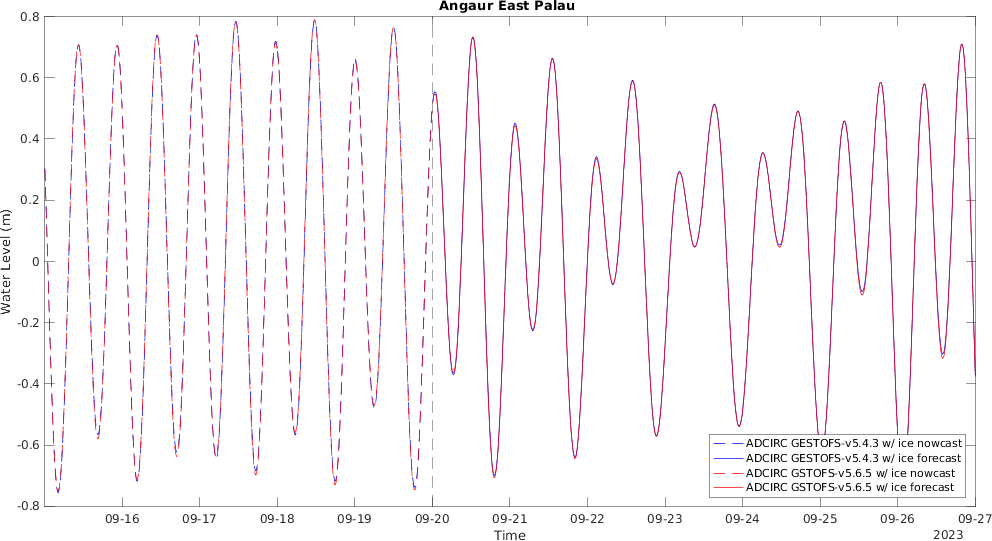 Angaur East Palau
0.8
0.6
0.4
0.2
0
-0.2
-0.4
-0.6
-0.8
Water Level (m)
ADCIRC GESTOFS-v5.4.3 w/ ice nowcast
ADCIRC GESTOFS-v5.4.3 w/ ice forecast
ADCIRC GSTOFS-v5.6.5 w/ ice nowcast
ADCIRC GSTOFS-v5.6.5 w/ ice forecast
09-16 09-17 09-18 09-19 09-20 09-21 09-22 09-23 09-24 09-25 09-26 09-27
Time
2023